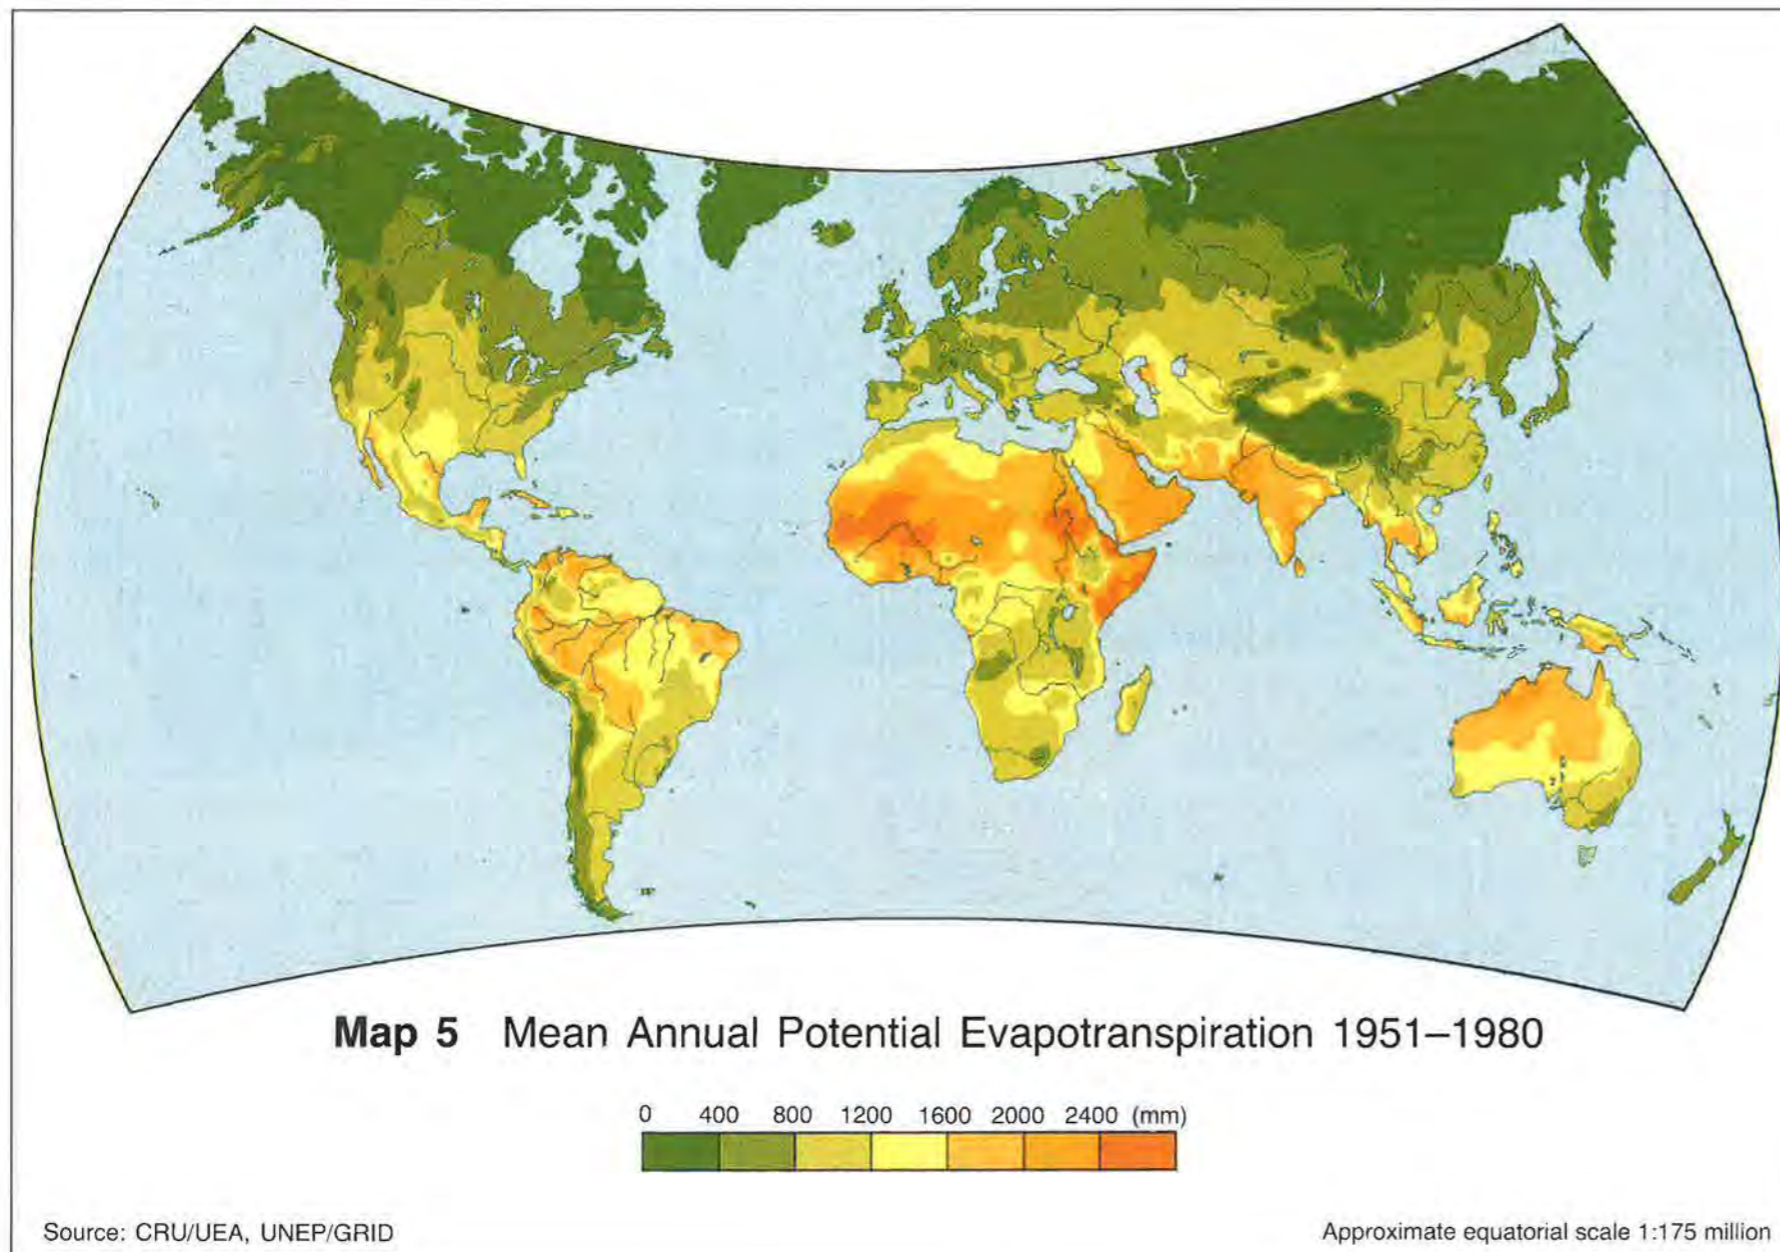 Map 5 Mean Annual Potential Evapotranspiration 1951–1980
0 400 800 1200 1600 2000 2400 (mm)
Source: CRU/UEA, UNEP/GRID
Approximate equatorial scale 1:175 million